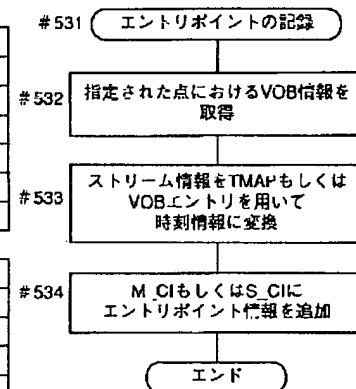 #531 エントリポイントの記録
#532 指定された点におけるVOB情報を
取得
#533 ストリーム情報をTMAPもしくは
VOBエントリを用いて
時刻情報に変換
#534 M_CIもしくはS_CIに
エントリポイント情報を追加
エンド